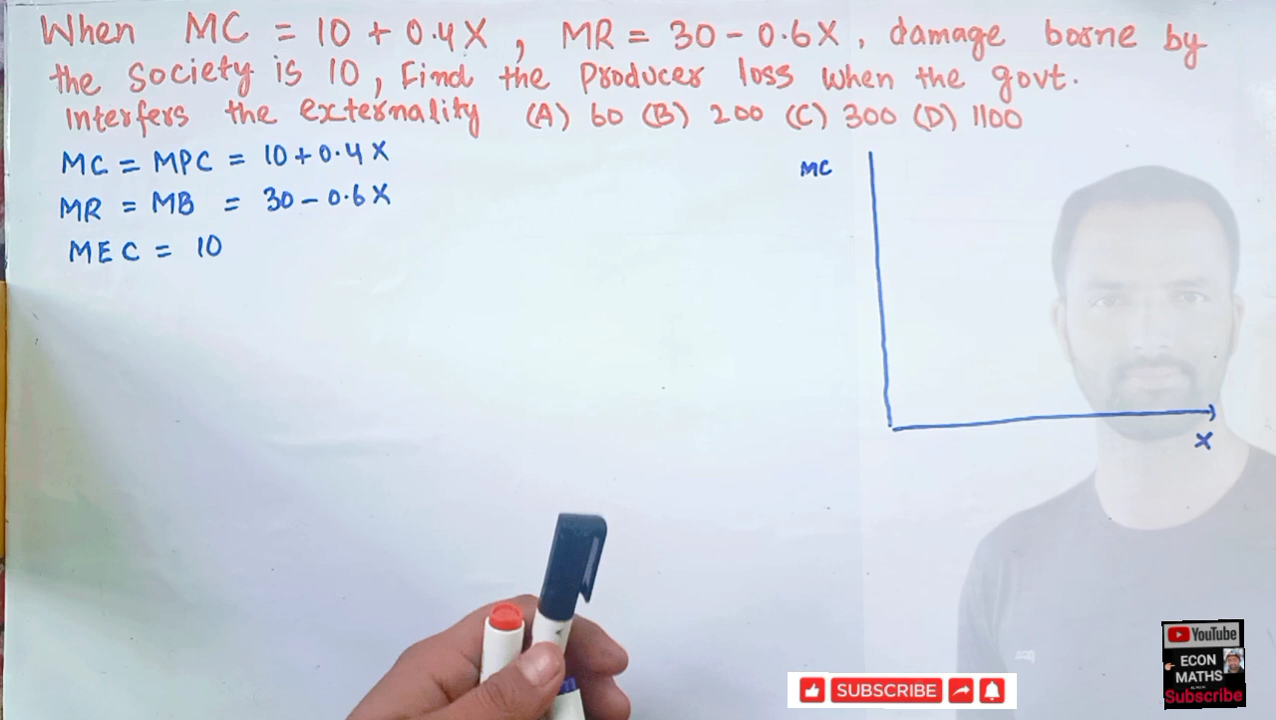 When MC = 10 + 0.4X, MR = 30 - 0.6X, damage borne by
the Society is 10, Find the Producer loss when the govt.
Interfers the externality (A) 60 (B) 200 (C) 300 (D) 1100
MC = MPC = 10 + 0.4X
MR = MB = 30 - 0.6X
MEC = 10
MC
X
YouTube
ECON
MATHS
Subscribe
SUBSCRIBE